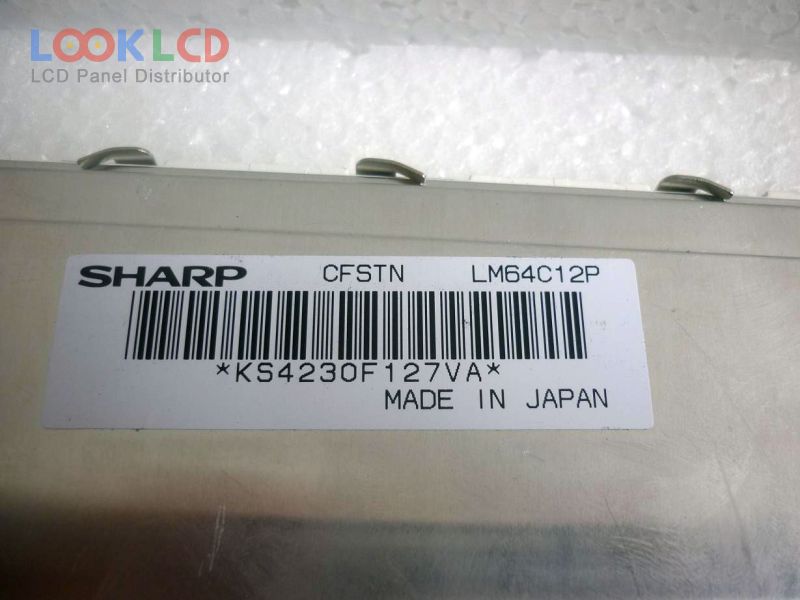 LOOKLCD
LCD Panel Distributor
SHARP CFSTN LM64C12P
*KS4230F127VA*
MADE IN JAPAN